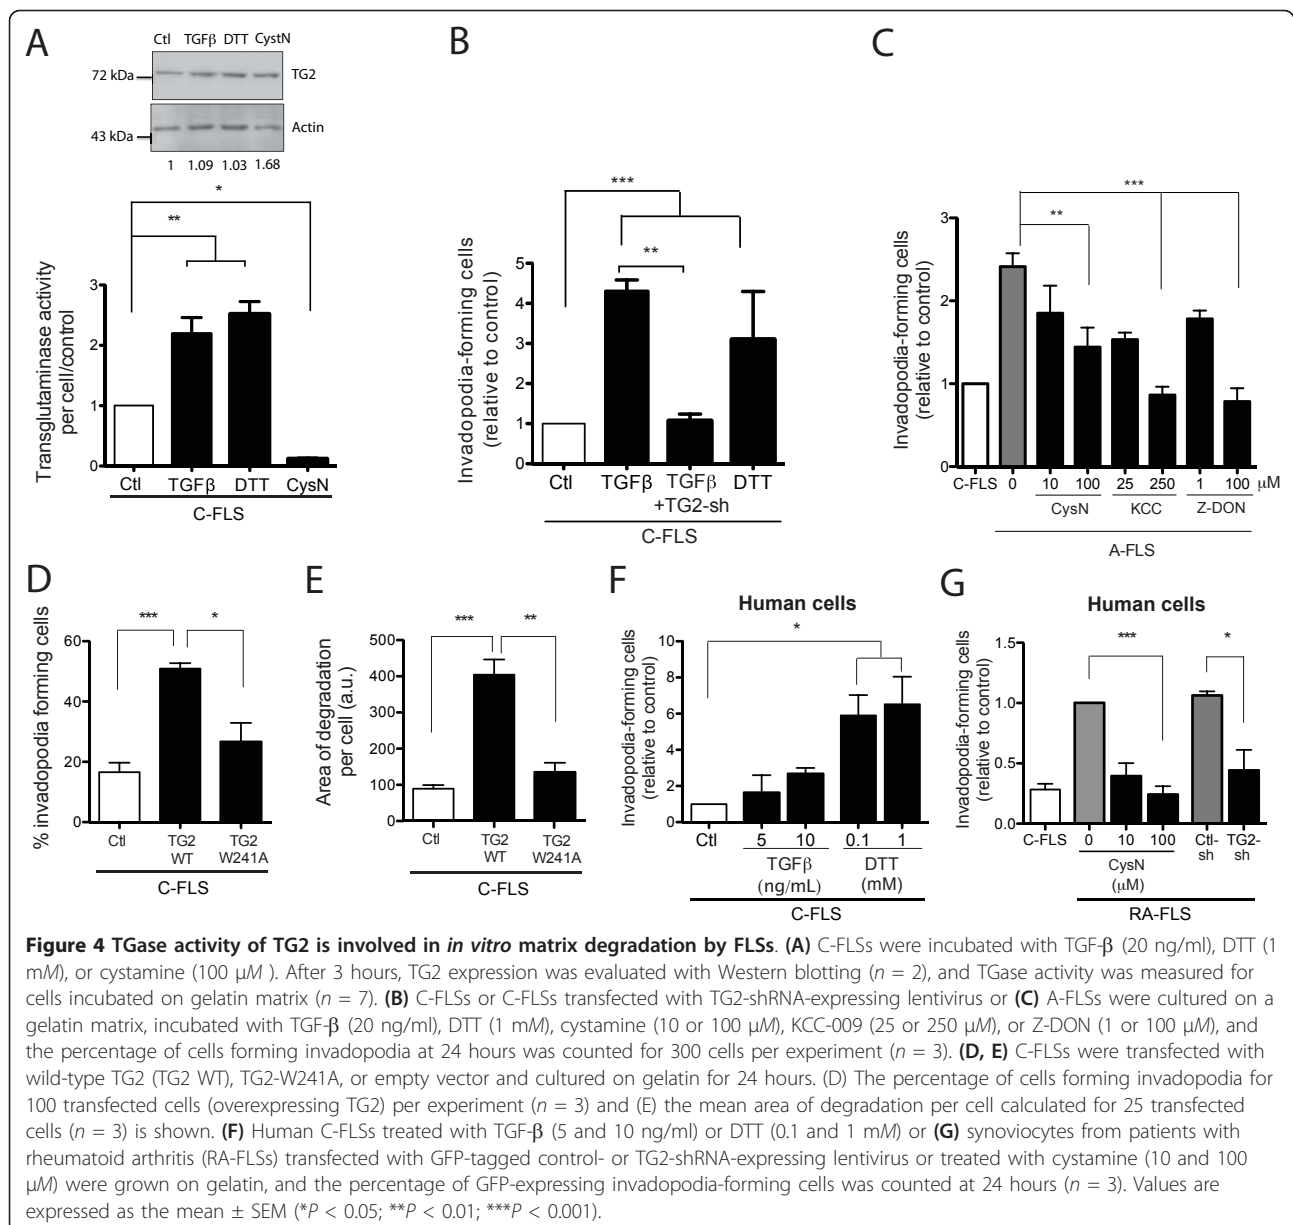 A
Ctl TGFβ DTT CystN
72 kDa
TG2
43 kDa
Actin
1 1.09 1.03 1.68
*
**
Transglutaminase activity
per cell/control
3
2
1
0
Ctl TGFβ DTT CysN
C-FLS
B
***
**
Invadopodia-forming cells
(relative to control)
5
4
3
2
1
0
Ctl TGFβ TGFβ DTT
+TG2-sh
C-FLS
C
***
**
Invadopodia-forming cells
(relative to control)
3
2
1
0
C-FLS 0 10 100 25 250 1 100 μM
CysN KCC Z-DON
A-FLS
D
*** *
% invadopodia forming cells
60
40
20
0
Ctl TG2 TG2
WT W241A
C-FLS
E
*** **
Area of degradation
per cell (a.u.)
500
400
300
200
100
0
Ctl TG2 TG2
WT W241A
C-FLS
F
Human cells
*
Invadopodia-forming cells
(relative to control)
10
8
6
4
2
0
Ctl 5 10 0.1 1
TGFβ DTT
(ng/mL) (mM)
C-FLS
G
Human cells
*** *
Invadopodia-forming cells
(relative to control)
1.5
1.0
0.5
0.0
C-FLS 0 10 100 Ctl- TG2-
sh sh
CysN
(μM)
RA-FLS
Figure 4 TGase activity of TG2 is involved in in vitro matrix degradation by FLSs. (A) C-FLSs were incubated with TGF-β (20 ng/ml), DTT (1
mM), or cystamine (100 μM ). After 3 hours, TG2 expression was evaluated with Western blotting (n = 2), and TGase activity was measured for
cells incubated on gelatin matrix (n = 7). (B) C-FLSs or C-FLSs transfected with TG2-shRNA-expressing lentivirus or (C) A-FLSs were cultured on a
gelatin matrix, incubated with TGF-β (20 ng/ml), DTT (1 mM), cystamine (10 or 100 μM), KCC-009 (25 or 250 μM), or Z-DON (1 or 100 μM), and
the percentage of cells forming invadopodia at 24 hours was counted for 300 cells per experiment (n = 3). (D, E) C-FLSs were transfected with
wild-type TG2 (TG2 WT), TG2-W241A, or empty vector and cultured on gelatin for 24 hours. (D) The percentage of cells forming invadopodia for
100 transfected cells (overexpressing TG2) per experiment (n = 3) and (E) the mean area of degradation per cell calculated for 25 transfected
cells (n = 3) is shown. (F) Human C-FLSs treated with TGF-β (5 and 10 ng/ml) or DTT (0.1 and 1 mM) or (G) synoviocytes from patients with
rheumatoid arthritis (RA-FLSs) transfected with GFP-tagged control- or TG2-shRNA-expressing lentivirus or treated with cystamine (10 and 100
μM) were grown on gelatin, and the percentage of GFP-expressing invadopodia-forming cells was counted at 24 hours (n = 3). Values are
expressed as the mean ± SEM (*P < 0.05; **P < 0.01; ***P < 0.001).